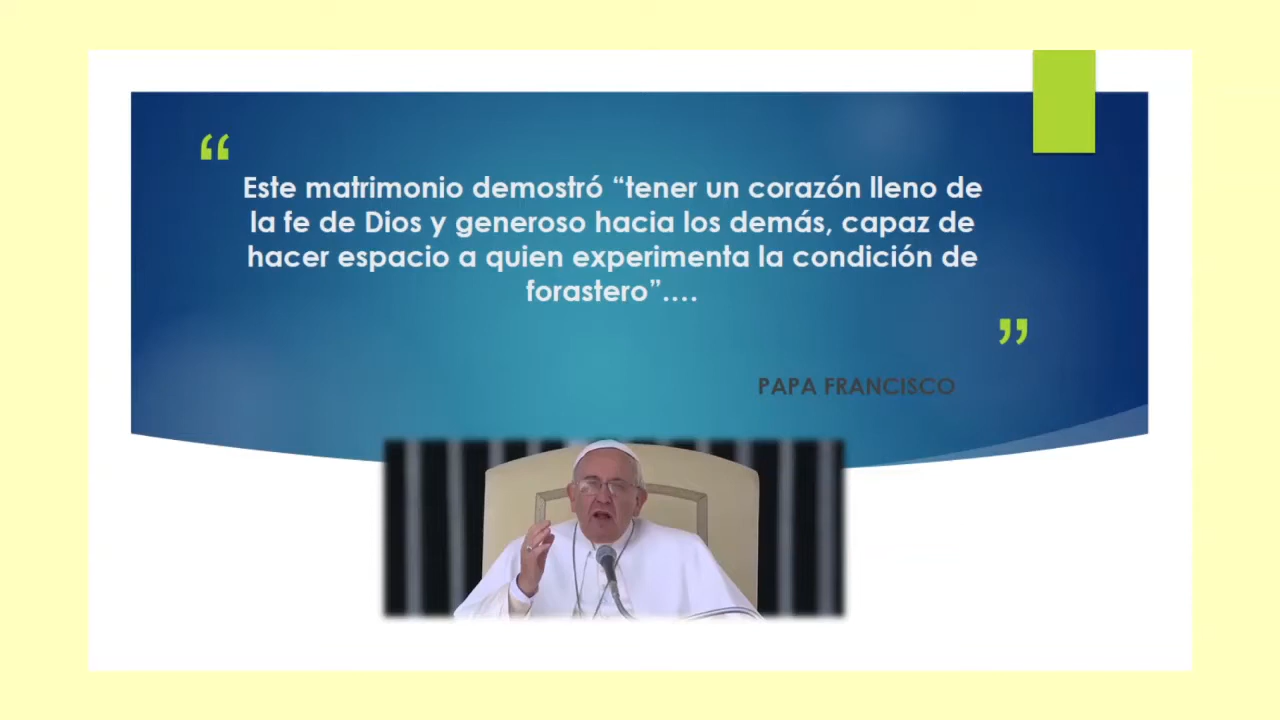 “
Este matrimonio demostró “tener un corazón lleno de
la fe de Dios y generoso hacia los demás, capaz de
hacer espacio a quien experimenta la condición de
forastero”....
”
PAPA FRANCISCO